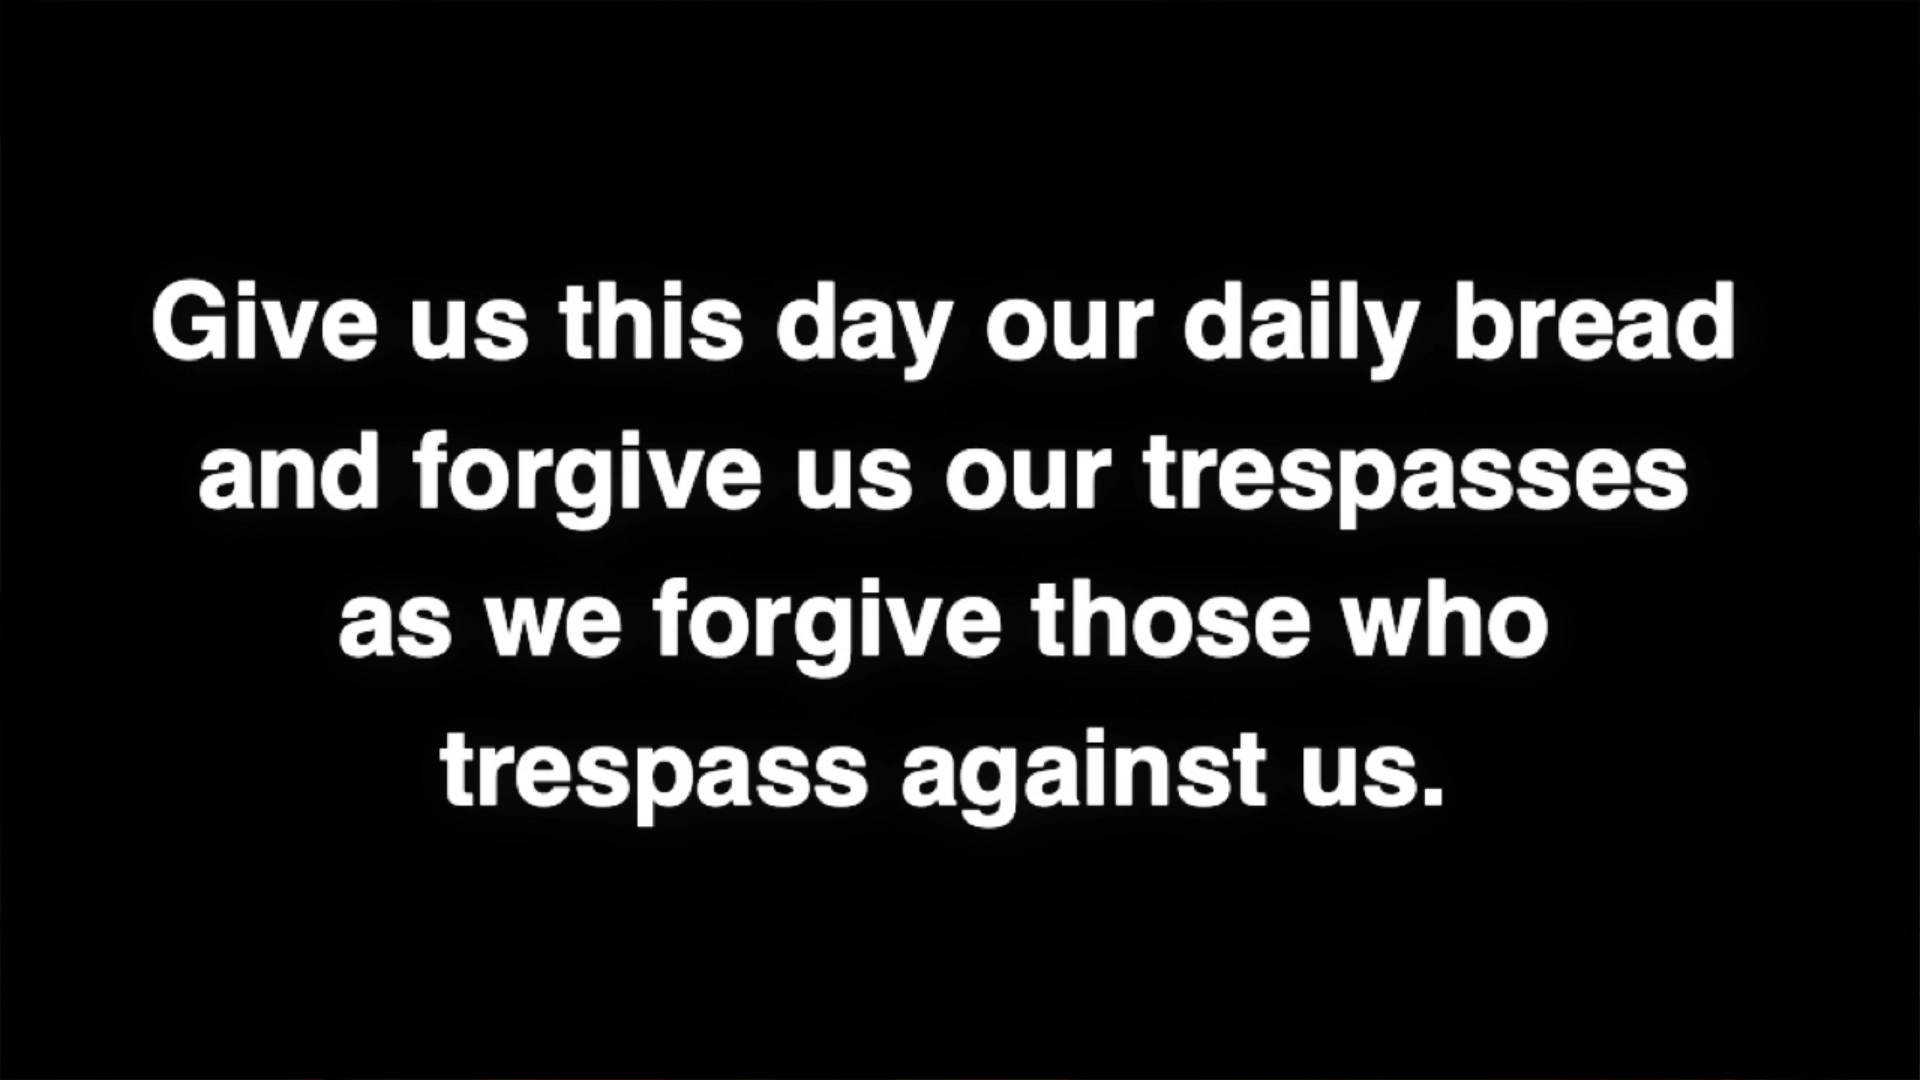 Give us this day our daily bread
and forgive us our trespasses
as we forgive those who
trespass against us.